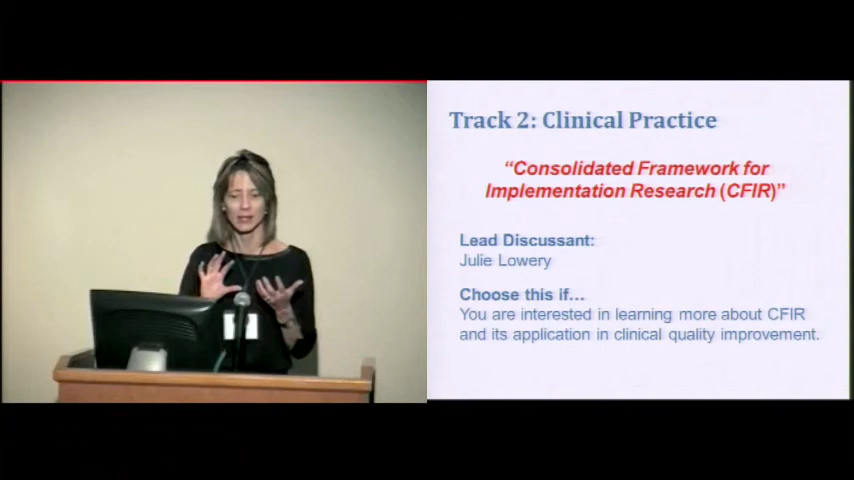 Track 2: Clinical Practice
“Consolidated Framework for
Implementation Research (CFIR)”
Lead Discussant:
Julie Lowery
Choose this if...
You are interested in learning more about CFIR
and its application in clinical quality improvement.